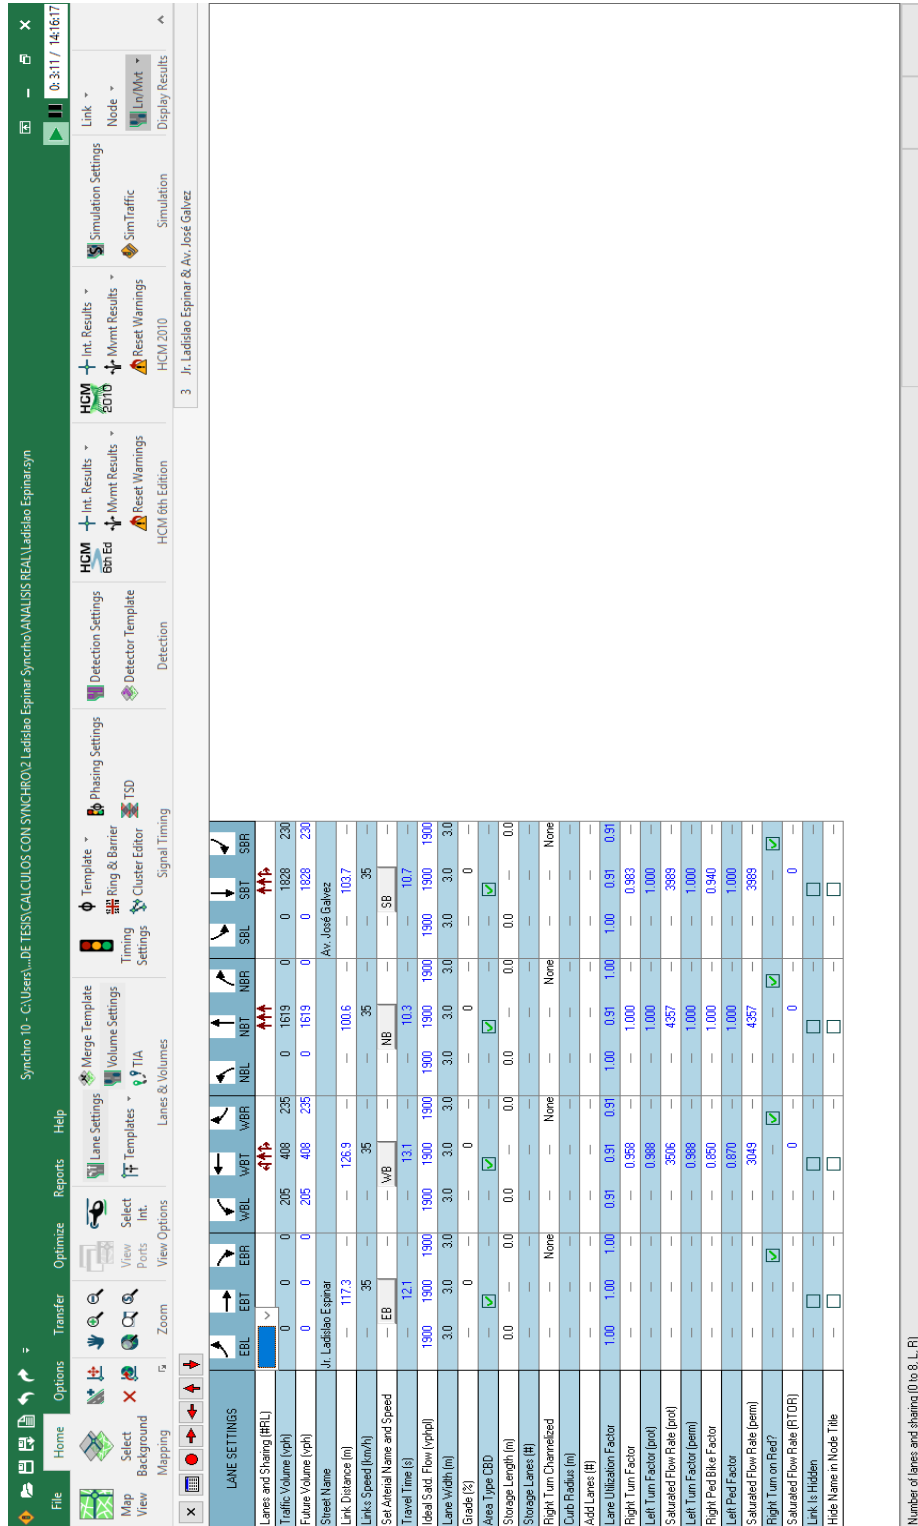 Synchro 10 - C:\Users\...DE TESIS\CALCULOS CON SYNCHRO\2 Ladislao Espinar Syncrho\ANALISIS REAL\Ladislao Espinar.syn
File Home Options Transfer Optimize Reports Help
0: 3:11 / 14:16:17
Map View
Select Background
Mapping
Zoom
View Ports
Select Int.
View Options
Lane Settings
Merge Template
Volume Settings
Templates
TIA
Lanes & Volumes
Timing Settings
Template
Ring & Barrier
Cluster Editor
Phasing Settings
TSD
Signal Timing
Detection Settings
Detector Template
Detection
HCM 6th Ed
Int. Results
Mvmt Results
Reset Warnings
HCM 6th Edition
HCM 2010
Int. Results
Mvmt Results
Reset Warnings
HCM 2010
Simulation Settings
SimTraffic
Simulation
Link
Node
Ln/Mvt
Display Results
3 Jr. Ladislao Espinar & Av. José Galvez
LANE SETTINGS EBL EBT EBR WBL WBT WBR NBL NBT NBR SBL SBT SBR
Lanes and Sharing (#RL)
Traffic Volume (vph) 0 0 0 205 408 235 0 1619 0 0 1828 230
Future Volume (vph) 0 0 0 205 408 235 0 1619 0 0 1828 230
Street Name Jr. Ladislao Espinar Av. José Galvez
Link Distance (m) — 117.3 — — 126.9 — — 100.6 — — 103.7 —
Links Speed (km/h) — 35 — — 35 — — 35 — — 35 —
Set Arterial Name and Speed — EB — — WB — — NB — — SB —
Travel Time (s) — 12.1 — — 13.1 — — 10.3 — — 10.7 —
Ideal Satd. Flow (vphpl) 1900 1900 1900 1900 1900 1900 1900 1900 1900 1900 1900 1900
Lane Width (m) 3.0 3.0 3.0 3.0 3.0 3.0 3.0 3.0 3.0 3.0 3.0 3.0
Grade (%) — 0 — — 0 — — 0 — — 0 —
Area Type CBD — — — — — — — —
Storage Length (m) 0.0 — 0.0 0.0 — 0.0 0.0 — 0.0 0.0 — 0.0
Storage Lanes (#) — — — — — — — — — — — —
Right Turn Channelized — — None — — None — — None — — None
Curb Radius (m) — — — — — — — — — — — —
Add Lanes (#) — — — — — — — — — — — —
Lane Utilization Factor 1.00 1.00 1.00 0.91 0.91 0.91 1.00 0.91 1.00 1.00 0.91 0.91
Right Turn Factor — — — — 0.958 — — 1.000 — — 0.983 —
Left Turn Factor (prot) — — — — 0.988 — — 1.000 — — 1.000 —
Saturated Flow Rate (prot) — — — — 3506 — — 4357 — — 3989 —
Left Turn Factor (perm) — — — — 0.988 — — 1.000 — — 1.000 —
Right Ped Bike Factor — — — — 0.850 — — 1.000 — — 0.940 —
Left Ped Factor — — — — 0.870 — — 1.000 — — 1.000 —
Saturated Flow Rate (perm) — — — — 3049 — — 4357 — — 3989 —
Right Turn on Red? — — — — — — — —
Saturated Flow Rate (RTOR) — — — — 0 — — 0 — — 0 —
Link Is Hidden — — — — — — — —
Hide Name in Node Title — — — — — — — —
Number of lanes and sharing (0 to 8, L, R)